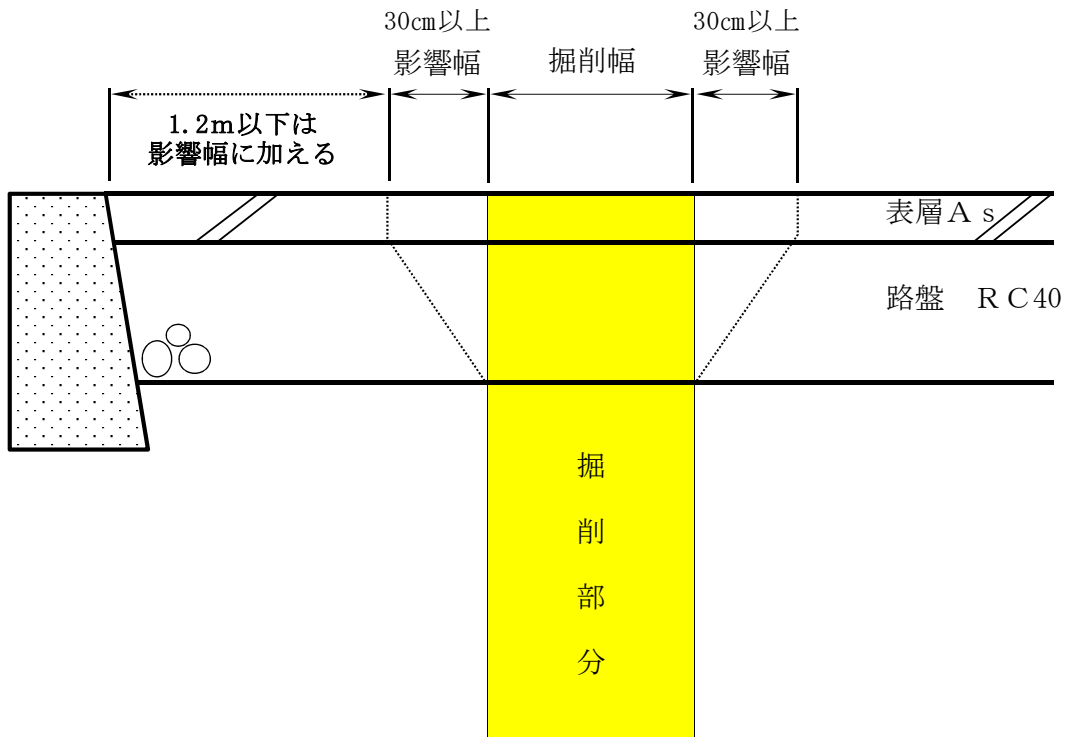 30㎝以上
影響幅
掘削幅
30㎝以上
影響幅
1.2m以下は
影響幅に加える
表層Ａｓ
路盤　ＲＣ40
掘
削
部
分